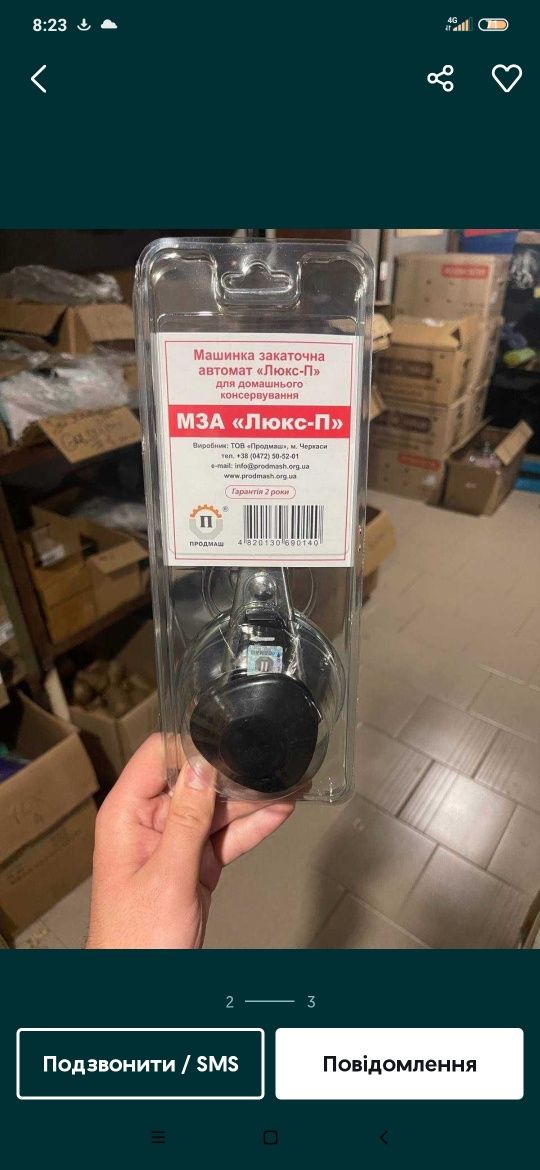 8:23
4G
71
Машинка закаточна
автомат «Люкс-П»
для домашнього
консервування
МЗА «Люкс-П»
Виробник: ТОВ «Продмаш», м. Черкаси
тел. +38 (0472) 50-52-01
e-mail: info@prodmash.org.ua
www.prodmash.org.ua
Гарантія 2 роки
П ®
ПРОДМАШ
4 820130 690140
2
3
Подзвонити / SMS
Повідомлення